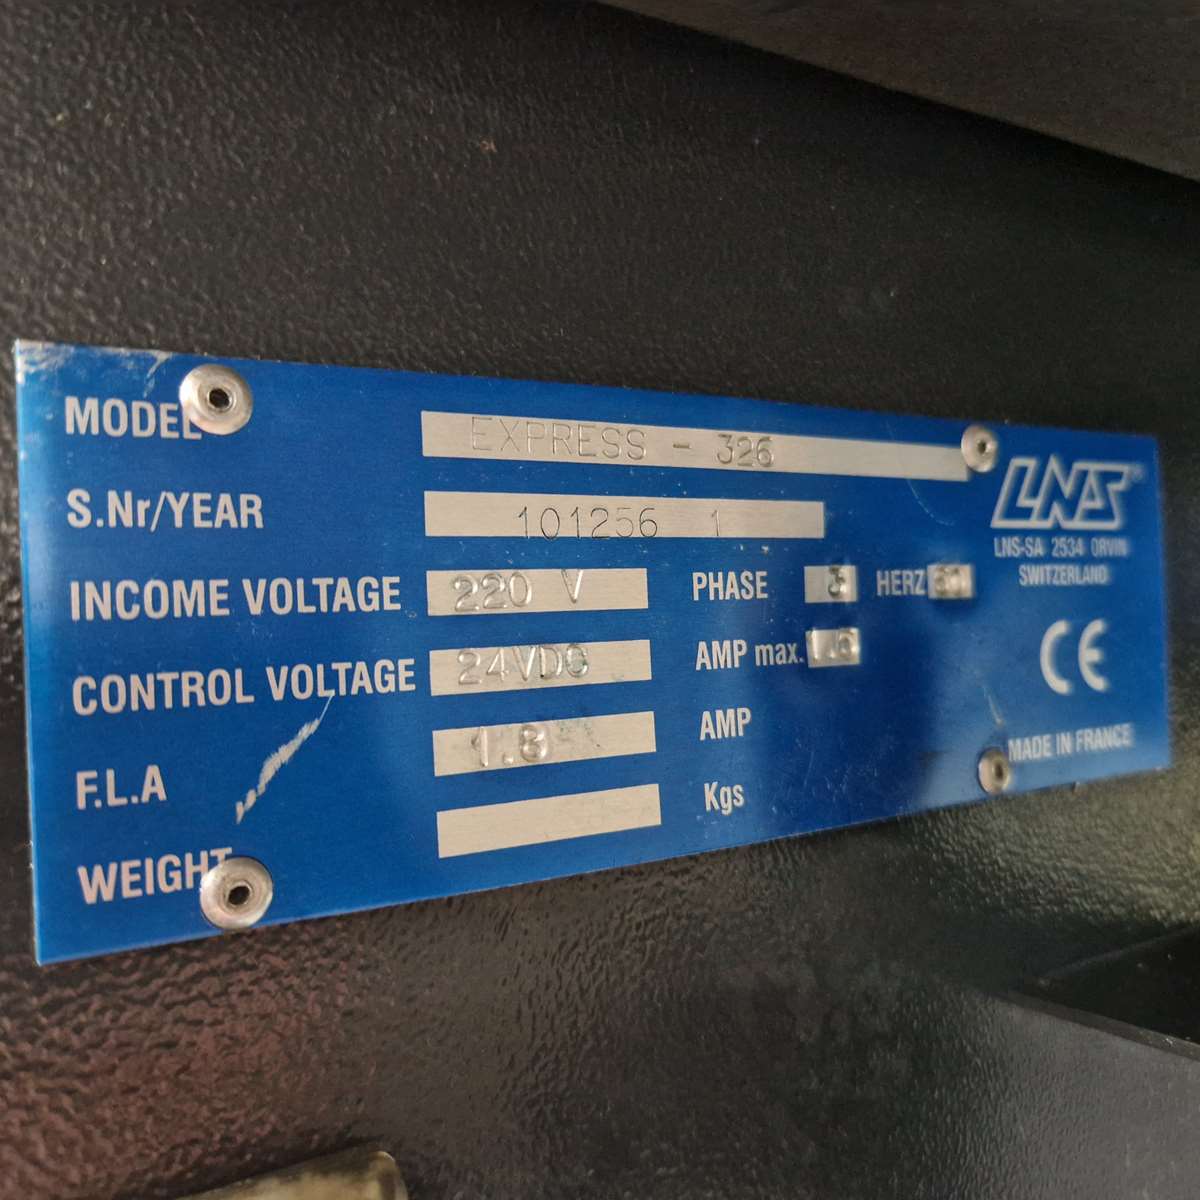 MODEL EXPRESS - 326
S.Nr/YEAR 101256 1
LNS®
LNS-SA 2534 ORVIN
SWITZERLAND
INCOME VOLTAGE 220 V PHASE 3 HERZ
CONTROL VOLTAGE 24VDC AMP max.
CE
F.L.A 1.8 AMP
MADE IN FRANCE
WEIGHT Kgs